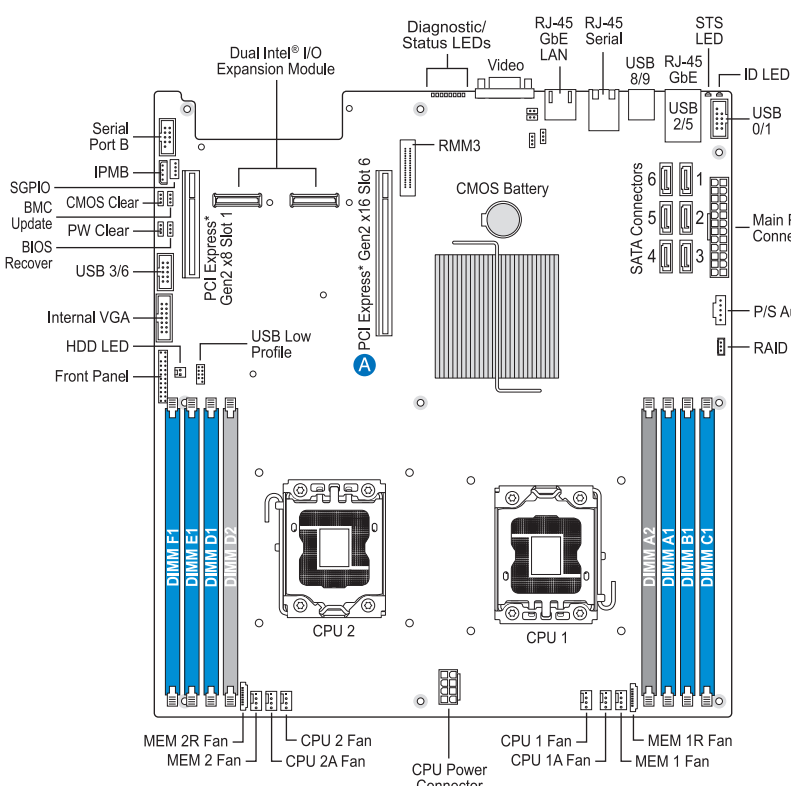 Diagnostic/
Status LEDs
Dual Intel® I/O
Expansion Module
Video
RJ-45
GbE
LAN
RJ-45
Serial
USB
8/9
RJ-45
GbE
STS
LED
ID LED
USB
2/5
USB
0/1
Serial
Port B
IPMB
SGPIO
CMOS Clear
BMC
Update
PW Clear
BIOS
Recover
USB 3/6
Internal VGA
HDD LED
Front Panel
USB Low
Profile
PCI Express*
Gen2 x8 Slot 1
PCI Express* Gen2 x16 Slot 6
A
RMM3
CMOS Battery
SATA Connectors
6
1
5
2
4
3
Main
P/S
RAID
DIMM F1
DIMM E1
DIMM D1
DIMM D2
CPU 2
CPU 1
DIMM A2
DIMM A1
DIMM B1
DIMM C1
MEM 2R Fan
MEM 2 Fan
CPU 2 Fan
CPU 2A Fan
CPU Power
Connector
CPU 1 Fan
CPU 1A Fan
MEM 1R Fan
MEM 1 Fan